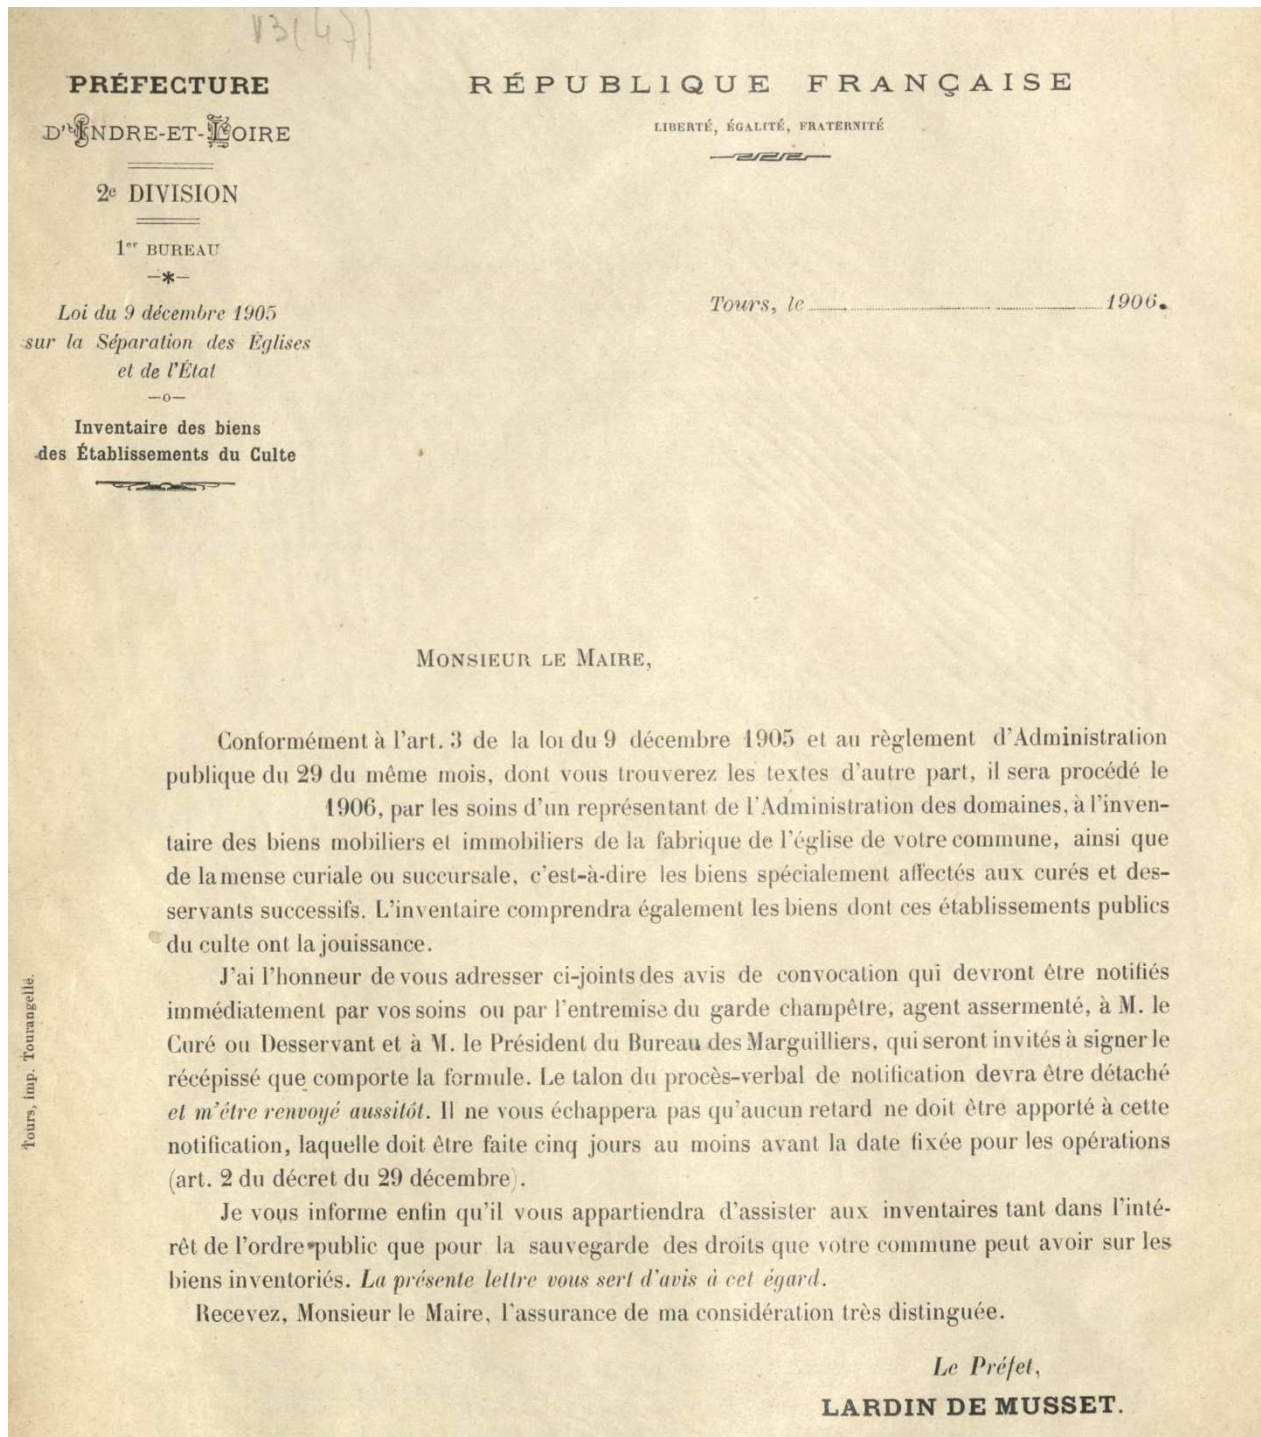 V3(47)
PRÉFECTURE
D'INDRE-ET-LOIRE
2e DIVISION
1er BUREAU
Loi du 9 décembre 1905
sur la Séparation des Églises
et de l'État
Inventaire des biens
des Établissements du Culte
RÉPUBLIQUE FRANÇAISE
LIBERTÉ, ÉGALITÉ, FRATERNITÉ
Tours, le 1906.
MONSIEUR LE MAIRE,
Conformément à l'art. 3 de la loi du 9 décembre 1905 et au règlement d'Administration
publique du 29 du même mois, dont vous trouverez les textes d'autre part, il sera procédé le
1906, par les soins d'un représentant de l'Administration des domaines, à l'inven-
taire des biens mobiliers et immobiliers de la fabrique de l'église de votre commune, ainsi que
de la mense curiale ou succursale, c'est-à-dire les biens spécialement affectés aux curés et des-
servants successifs. L'inventaire comprendra également les biens dont ces établissements publics
du culte ont la jouissance.
J'ai l'honneur de vous adresser ci-joints des avis de convocation qui devront être notifiés
immédiatement par vos soins ou par l'entremise du garde champêtre, agent assermenté, à M. le
Curé ou Desservant et à M. le Président du Bureau des Marguilliers, qui seront invités à signer le
récépissé que comporte la formule. Le talon du procès-verbal de notification devra être détaché
et m'être renvoyé aussitôt. Il ne vous échappera pas qu'aucun retard ne doit être apporté à cette
notification, laquelle doit être faite cinq jours au moins avant la date fixée pour les opérations
(art. 2 du décret du 29 décembre).
Je vous informe enfin qu'il vous appartiendra d'assister aux inventaires tant dans l'inté-
rêt de l'ordre public que pour la sauvegarde des droits que votre commune peut avoir sur les
biens inventoriés. La présente lettre vous sert d'avis à cet égard.
Recevez, Monsieur le Maire, l'assurance de ma considération très distinguée.
Le Préfet,
LARDIN DE MUSSET.
Tours, imp. Tourangelle.